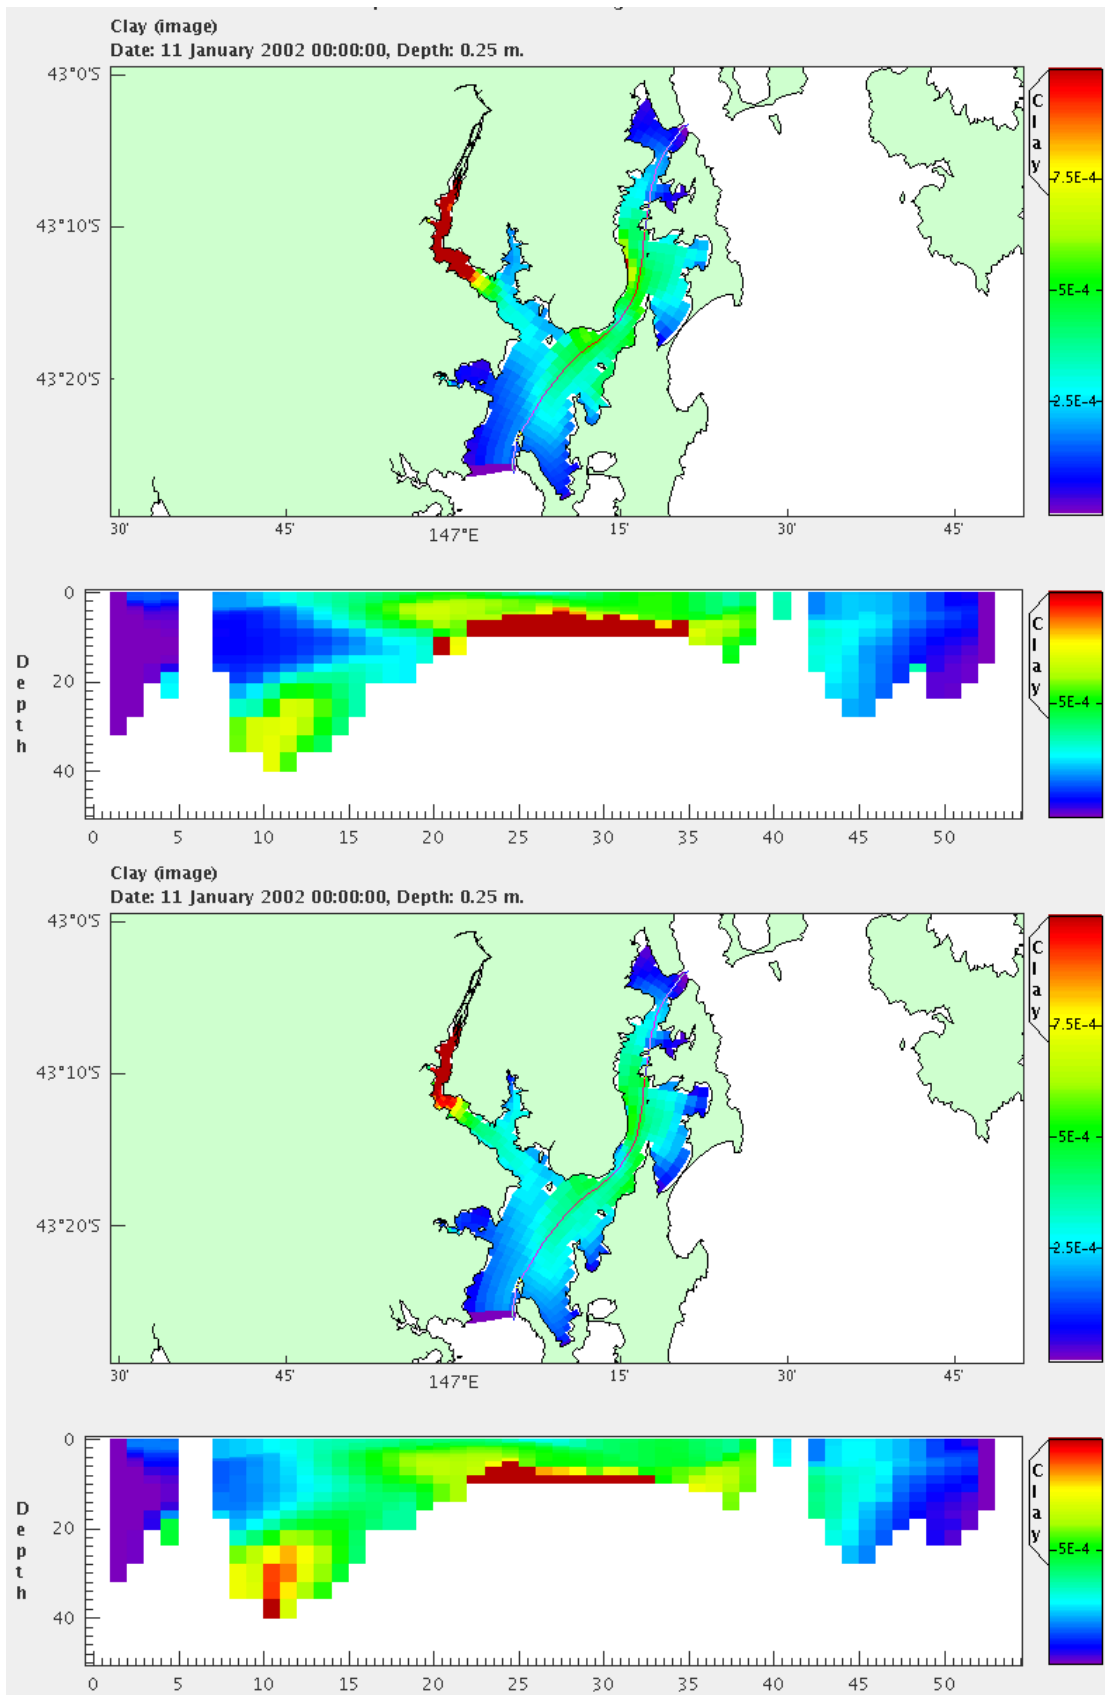 Clay (image)
Date: 11 January 2002 00:00:00, Depth: 0.25 m.
43°0'S
43°10'S
43°20'S
30'
45'
147°E
15'
30'
45'
Clay
7.5E-4
5E-4
2.5E-4
Depth
0
20
40
0 5 10 15 20 25 30 35 40 45 50
Clay
5E-4
Clay (image)
Date: 11 January 2002 00:00:00, Depth: 0.25 m.
43°0'S
43°10'S
43°20'S
30'
45'
147°E
15'
30'
45'
Clay
7.5E-4
5E-4
2.5E-4
Depth
0
20
40
0 5 10 15 20 25 30 35 40 45 50
Clay
5E-4